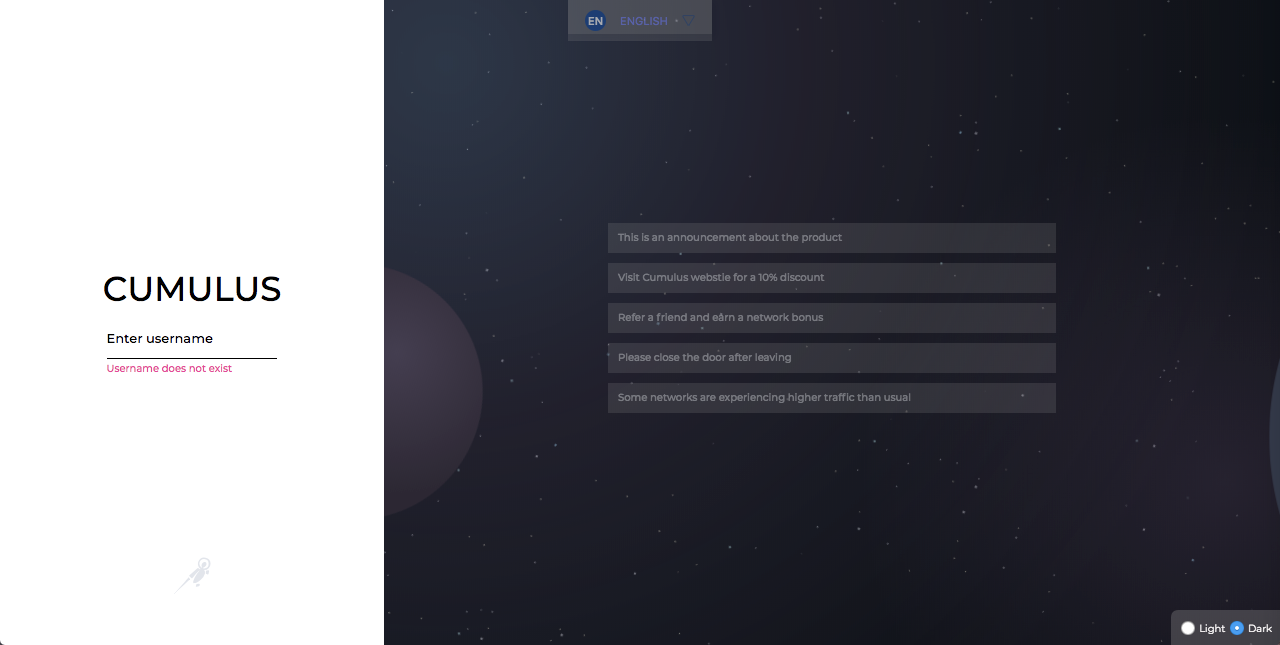 EN ENGLISH
CUMULUS
Enter username
Username does not exist
This is an announcement about the product
Visit Cumulus webstie for a 10% discount
Refer a friend and earn a network bonus
Please close the door after leaving
Some networks are experiencing higher traffic than usual
Light Dark